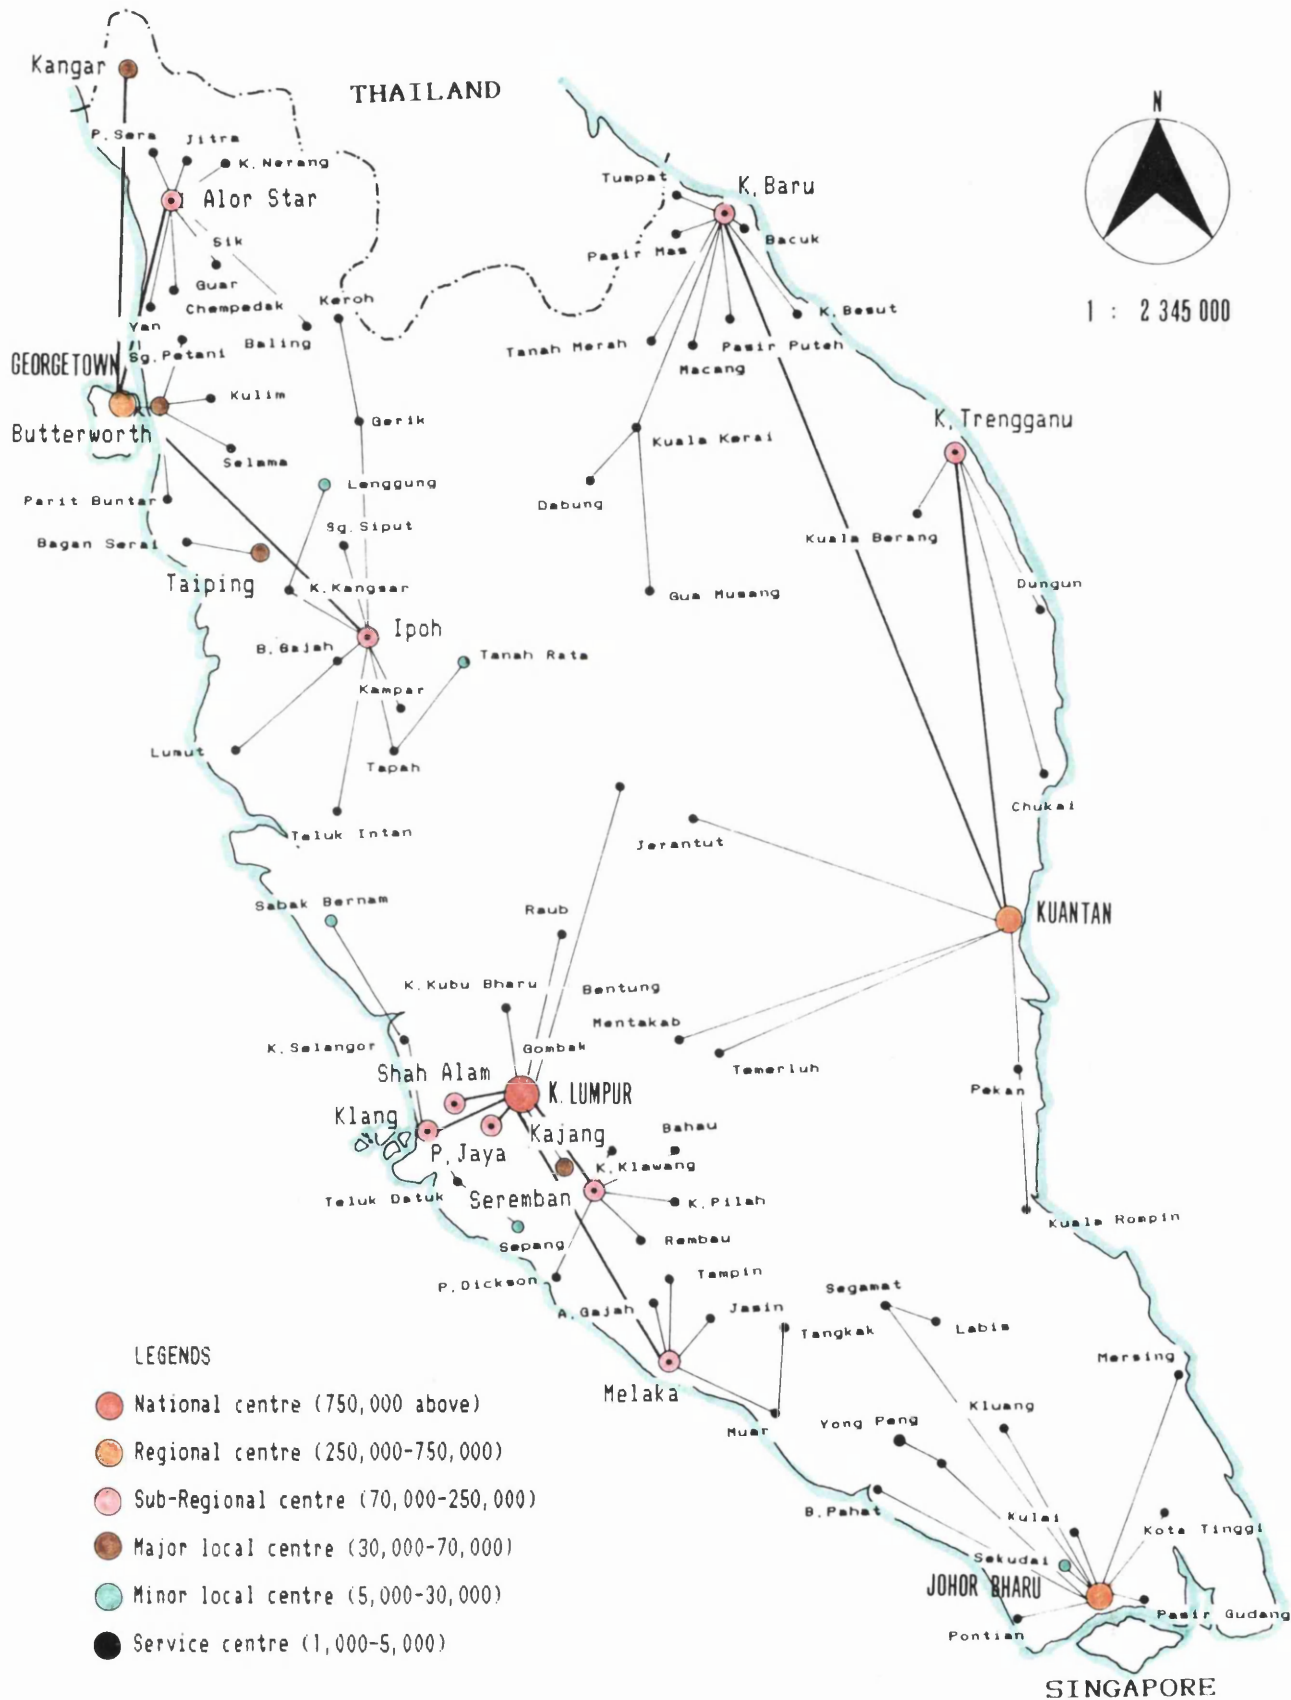 Kangar
THAILAND
N
P.Sera
Jitra
K.Nerang
Tumpat
K.Baru
Alor Star
Bacuk
Sik
Pasir Mas
Guar
Chempedak
Keroh
K.Besut
1 : 2 345 000
Yan
Baling
Sg.Petani
Tanah Merah
Pasir Puteh
GEORGETOWN
Macang
Kulim
Butterworth
Gerik
Kuala Kerai
K.Trengganu
Selama
Parit Buntar
Lenggung
Dabung
Bagan Serai
Sg.Siput
Kuala Berang
Taiping
K.Kangsar
Gua Musang
Dungun
Ipoh
B.Gajah
Tanah Rata
Kampar
Lumut
Tapah
Chukai
Teluk Intan
Jerantut
Sabak Bernam
Raub
KUANTAN
K.Kubu Bharu
Bentung
Mentakab
K.Selangor
Gombak
Temerluh
Shah Alam
K.LUMPUR
Pekan
Klang
Kajang
Bahau
P.Jaya
K.Klawang
Teluk Datuk
Seremban
K.Pilah
Kuala Rompin
Sepang
Rembau
P.Dickson
Tampin
Segamat
A.Gajah
Jasin
Tangkak
Labis
Mersing
Melaka
Kluang
Muar
Yong Peng
B.Pahat
Kulai
Kota Tinggi
Sekudai
JOHOR BHARU
Pasir Gudang
Pontian
SINGAPORE
LEGENDS
National centre (750,000 above)
Regional centre (250,000-750,000)
Sub-Regional centre (70,000-250,000)
Major local centre (30,000-70,000)
Minor local centre (5,000-30,000)
Service centre (1,000-5,000)